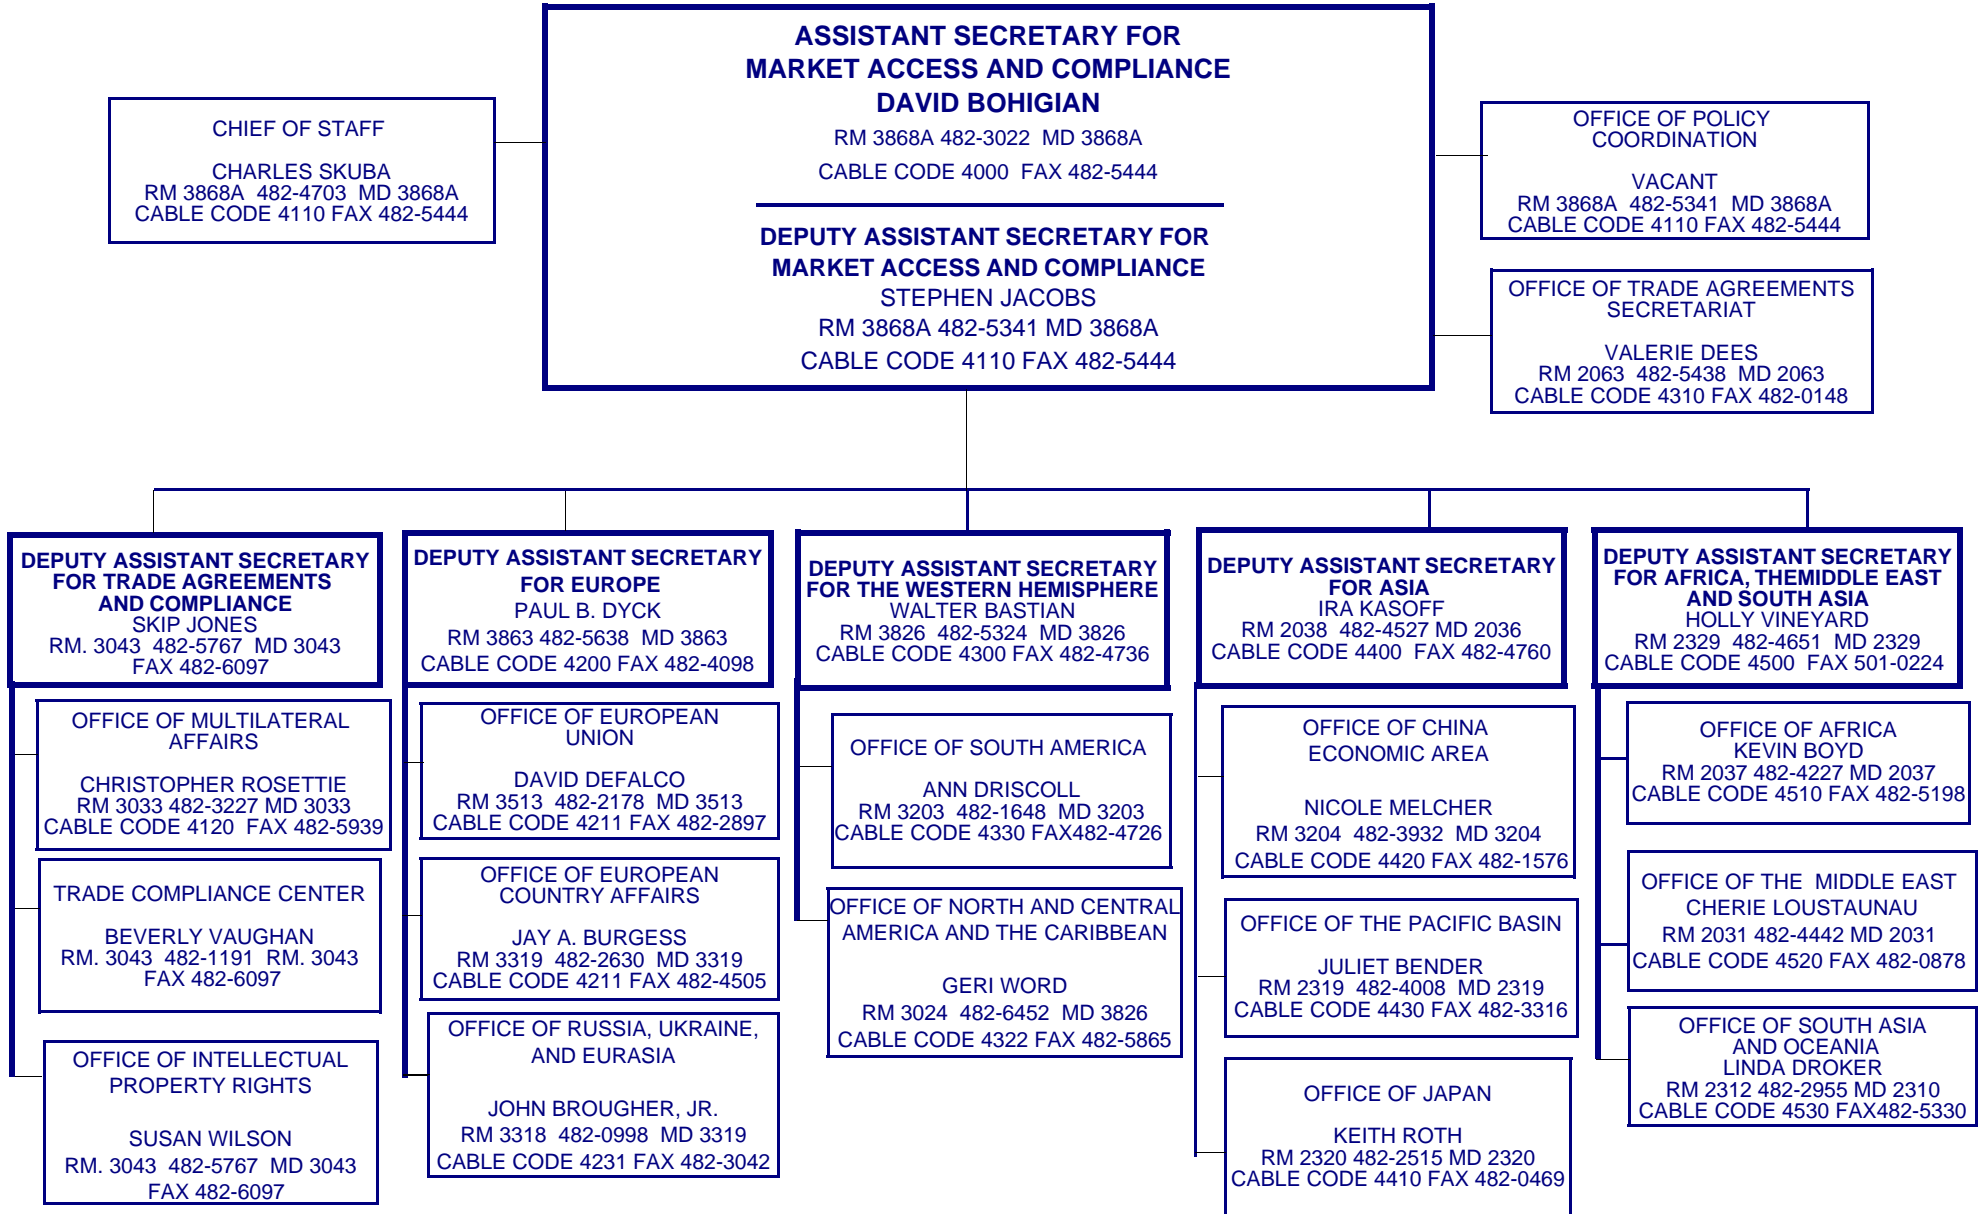 ASSISTANT SECRETARY FOR
MARKET ACCESS AND COMPLIANCE
DAVID BOHIGIAN
RM 3868A 482-3022 MD 3868A
CABLE CODE 4000 FAX 482-5444
DEPUTY ASSISTANT SECRETARY FOR
MARKET ACCESS AND COMPLIANCE
STEPHEN JACOBS
RM 3868A 482-5341 MD 3868A
CABLE CODE 4110 FAX 482-5444
CHIEF OF STAFF
CHARLES SKUBA
RM 3868A 482-4703 MD 3868A
CABLE CODE 4110 FAX 482-5444
OFFICE OF POLICY
COORDINATION
VACANT
RM 3868A 482-5341 MD 3868A
CABLE CODE 4110 FAX 482-5444
OFFICE OF TRADE AGREEMENTS
SECRETARIAT
VALERIE DEES
RM 2063 482-5438 MD 2063
CABLE CODE 4310 FAX 482-0148
DEPUTY ASSISTANT SECRETARY
FOR TRADE AGREEMENTS
AND COMPLIANCE
SKIP JONES
RM. 3043 482-5767 MD 3043
FAX 482-6097
OFFICE OF MULTILATERAL
AFFAIRS
CHRISTOPHER ROSETTIE
RM 3033 482-3227 MD 3033
CABLE CODE 4120 FAX 482-5939
TRADE COMPLIANCE CENTER
BEVERLY VAUGHAN
RM. 3043 482-1191 RM. 3043
FAX 482-6097
OFFICE OF INTELLECTUAL
PROPERTY RIGHTS
SUSAN WILSON
RM. 3043 482-5767 MD 3043
FAX 482-6097
DEPUTY ASSISTANT SECRETARY
FOR EUROPE
PAUL B. DYCK
RM 3863 482-5638 MD 3863
CABLE CODE 4200 FAX 482-4098
OFFICE OF EUROPEAN
UNION
DAVID DEFALCO
RM 3513 482-2178 MD 3513
CABLE CODE 4211 FAX 482-2897
OFFICE OF EUROPEAN
COUNTRY AFFAIRS
JAY A. BURGESS
RM 3319 482-2630 MD 3319
CABLE CODE 4211 FAX 482-4505
OFFICE OF RUSSIA, UKRAINE,
AND EURASIA
JOHN BROUGHER, JR.
RM 3318 482-0998 MD 3319
CABLE CODE 4231 FAX 482-3042
DEPUTY ASSISTANT SECRETARY
FOR THE WESTERN HEMISPHERE
WALTER BASTIAN
RM 3826 482-5324 MD 3826
CABLE CODE 4300 FAX 482-4736
OFFICE OF SOUTH AMERICA
ANN DRISCOLL
RM 3203 482-1648 MD 3203
CABLE CODE 4330 FAX482-4726
OFFICE OF NORTH AND CENTRAL
AMERICA AND THE CARIBBEAN
GERI WORD
RM 3024 482-6452 MD 3826
CABLE CODE 4322 FAX 482-5865
DEPUTY ASSISTANT SECRETARY
FOR ASIA
IRA KASOFF
RM 2038 482-4527 MD 2036
CABLE CODE 4400 FAX 482-4760
OFFICE OF CHINA
ECONOMIC AREA
NICOLE MELCHER
RM 3204 482-3932 MD 3204
CABLE CODE 4420 FAX 482-1576
OFFICE OF THE PACIFIC BASIN
JULIET BENDER
RM 2319 482-4008 MD 2319
CABLE CODE 4430 FAX 482-3316
OFFICE OF JAPAN
KEITH ROTH
RM 2320 482-2515 MD 2320
CABLE CODE 4410 FAX 482-0469
DEPUTY ASSISTANT SECRETARY
FOR AFRICA, THEMIDDLE EAST
AND SOUTH ASIA
HOLLY VINEYARD
RM 2329 482-4651 MD 2329
CABLE CODE 4500 FAX 501-0224
OFFICE OF AFRICA
KEVIN BOYD
RM 2037 482-4227 MD 2037
CABLE CODE 4510 FAX 482-5198
OFFICE OF THE MIDDLE EAST
CHERIE LOUSTAUNAU
RM 2031 482-4442 MD 2031
CABLE CODE 4520 FAX 482-0878
OFFICE OF SOUTH ASIA
AND OCEANIA
LINDA DROKER
RM 2312 482-2955 MD 2310
CABLE CODE 4530 FAX482-5330